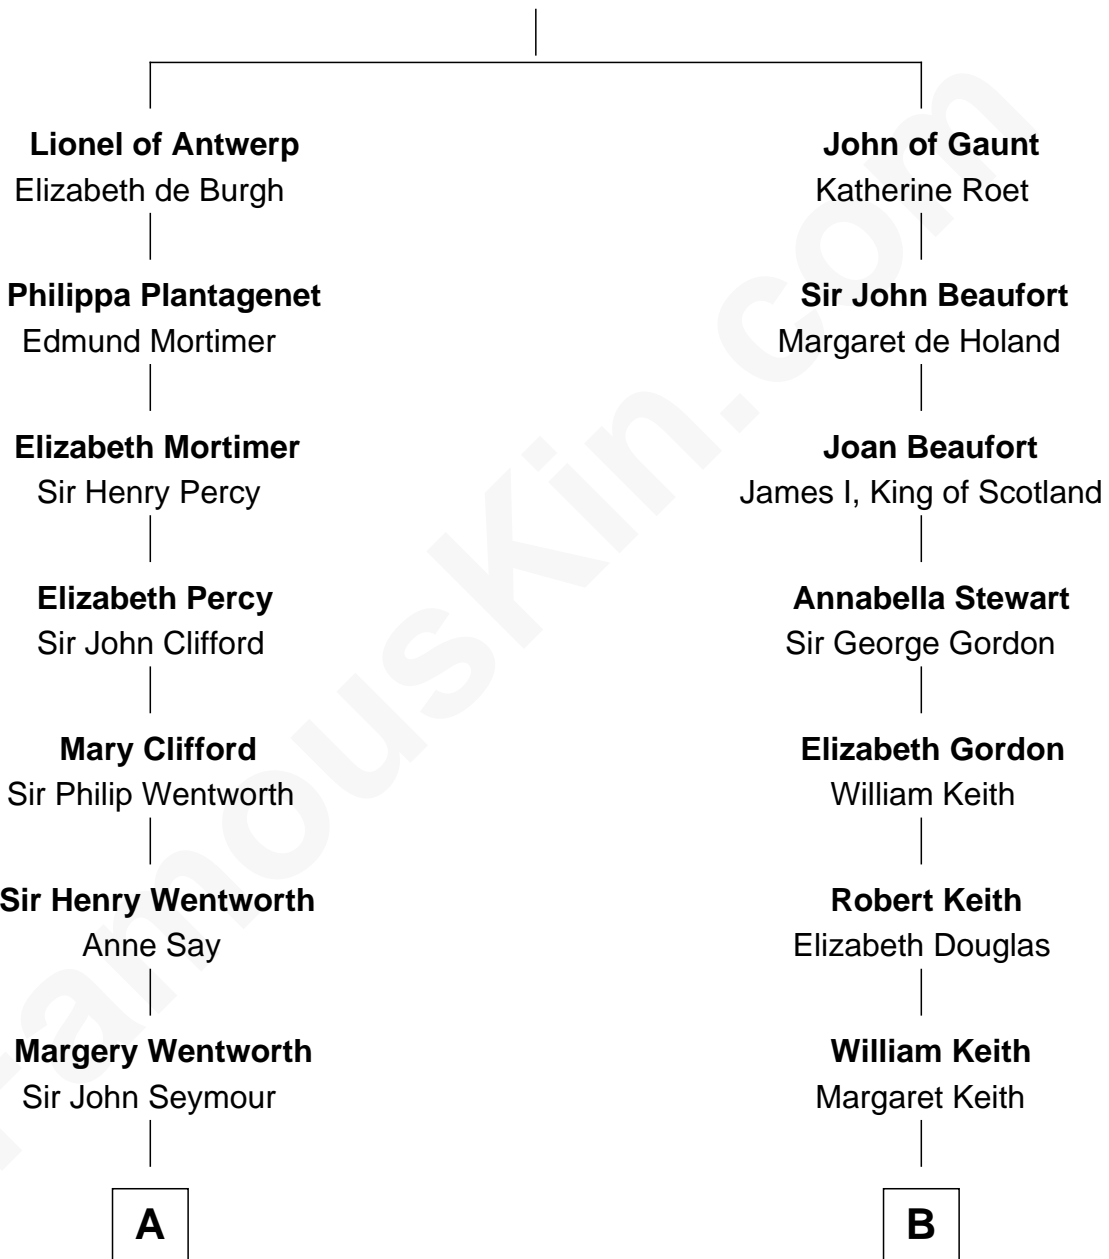 Lionel of Antwerp
Elizabeth de Burgh
Philippa Plantagenet
Edmund Mortimer
Elizabeth Mortimer
Sir Henry Percy
Elizabeth Percy
Sir John Clifford
Mary Clifford
Sir Philip Wentworth
Sir Henry Wentworth
Anne Say
Margery Wentworth
Sir John Seymour
A
John of Gaunt
Katherine Roet
Sir John Beaufort
Margaret de Holand
Joan Beaufort
James I, King of Scotland
Annabella Stewart
Sir George Gordon
Elizabeth Gordon
William Keith
Robert Keith
Elizabeth Douglas
William Keith
Margaret Keith
B
FamousKin.com